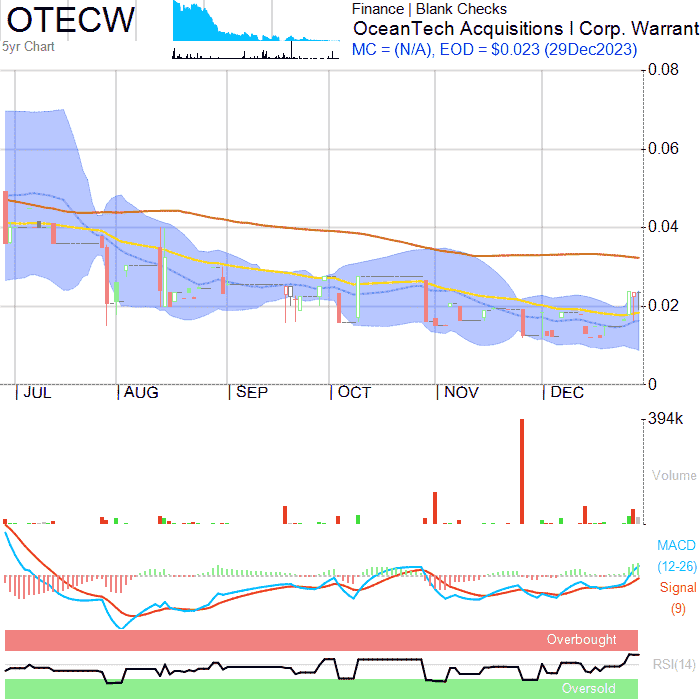 OTECW
5yr Chart
Finance | Blank Checks
OceanTech Acquisitions I Corp. Warrant
MC = (N/A), EOD = $0.023 (29Dec2023)
0.08
0.06
0.04
0.02
0
JUL
AUG
SEP
OCT
NOV
DEC
394k
Volume
MACD
(12-26)
Signal
(9)
Overbought
RSI(14)
Oversold